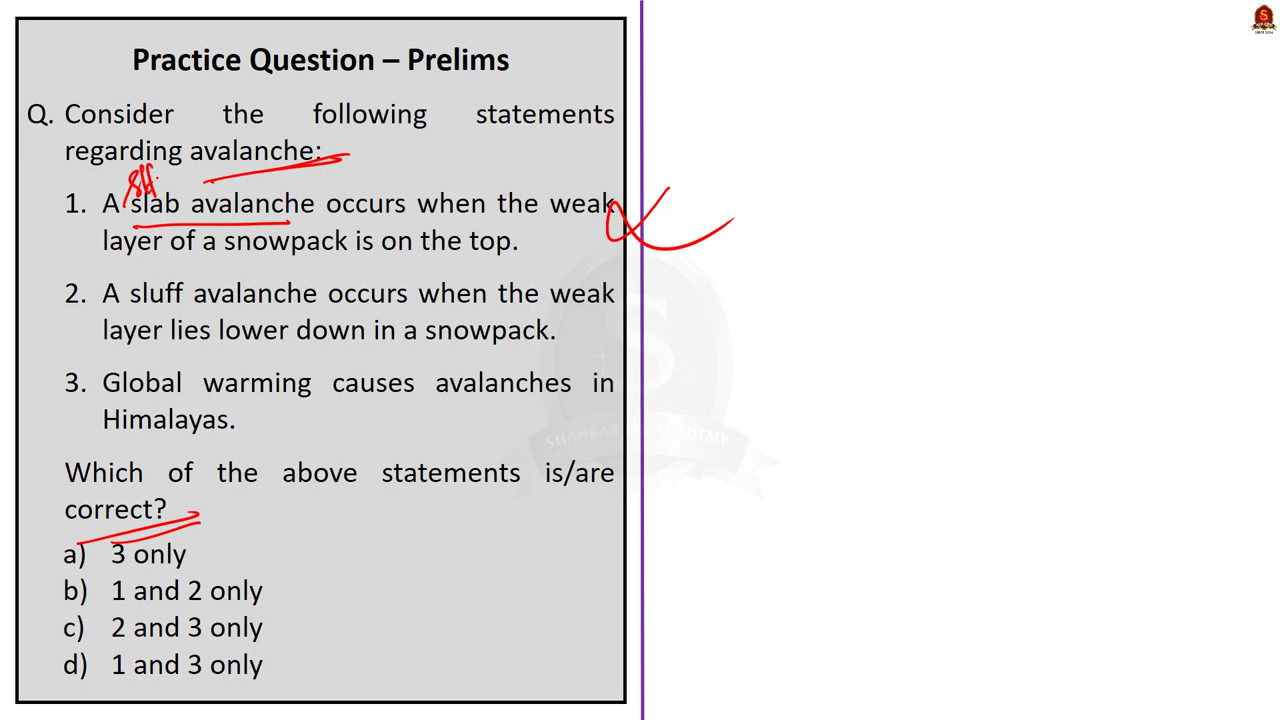 Practice Question – Prelims
Q. Consider the following statements
regarding avalanche:
1. A slab avalanche occurs when the weak
layer of a snowpack is on the top.
2. A sluff avalanche occurs when the weak
layer lies lower down in a snowpack.
3. Global warming causes avalanches in
Himalayas.
Which of the above statements is/are
correct?
a) 3 only
b) 1 and 2 only
c) 2 and 3 only
d) 1 and 3 only